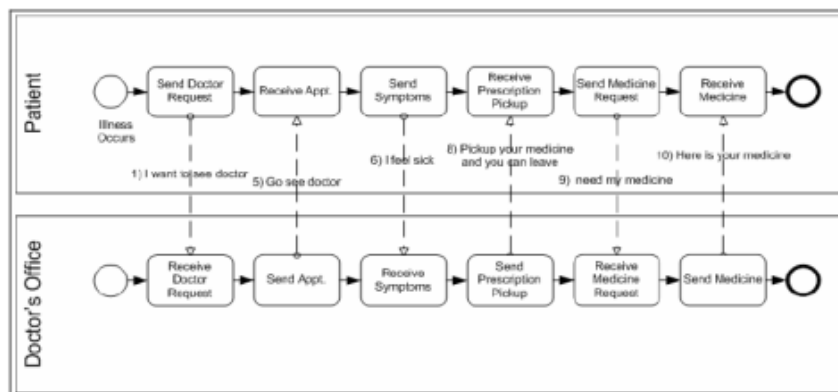 Patient
Send Doctor
Request
Receive Appt.
Send
Symptoms
Receive
Prescription
Pickup
Send Medicine
Request
Receive
Medicine
Illness
Occurs
1) I want to see doctor
5) Go see doctor
6) I feel sick
8) Pickup your medicine
and you can leave
9) need my medicine
10) Here is your medicine
Doctor's Office
Receive
Doctor
Request
Send Appt.
Receive
Symptoms
Send
Prescription
Pickup
Receive
Medicine
Request
Send Medicine